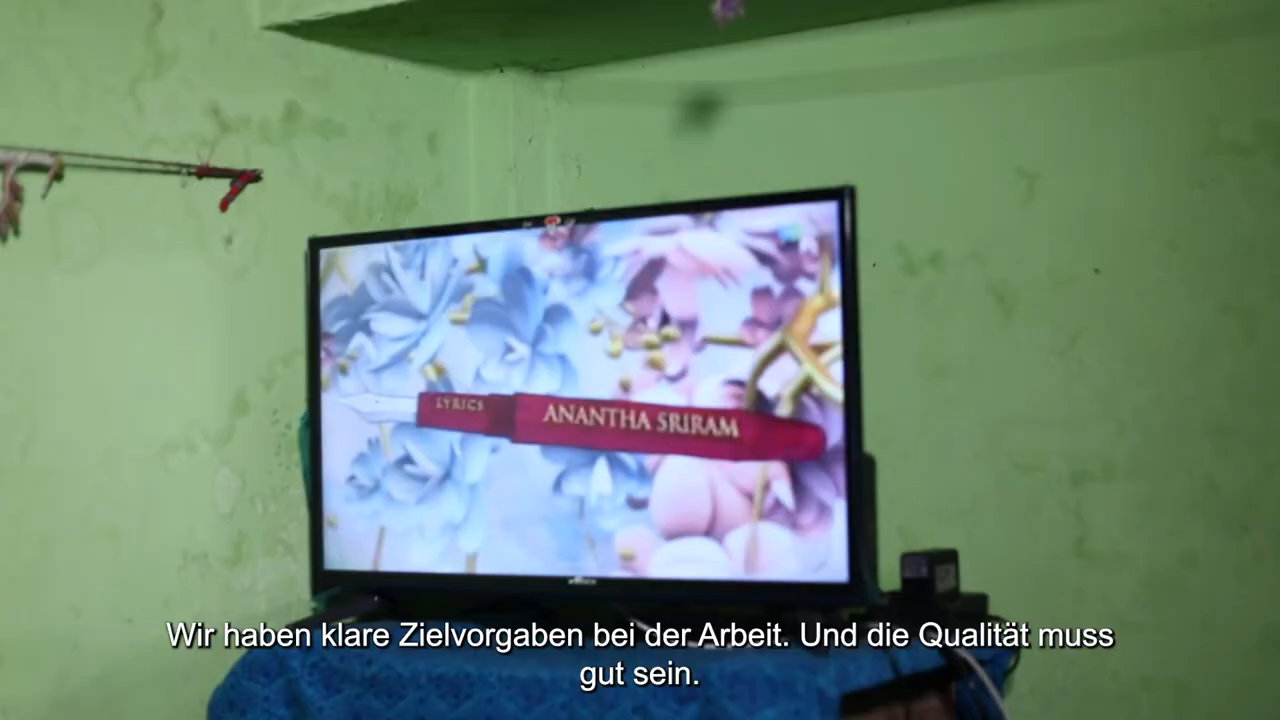 LYRICS
ANANTHA SRIRAM
Wir haben klare Zielvorgaben bei der Arbeit. Und die Qualität muss
gut sein.